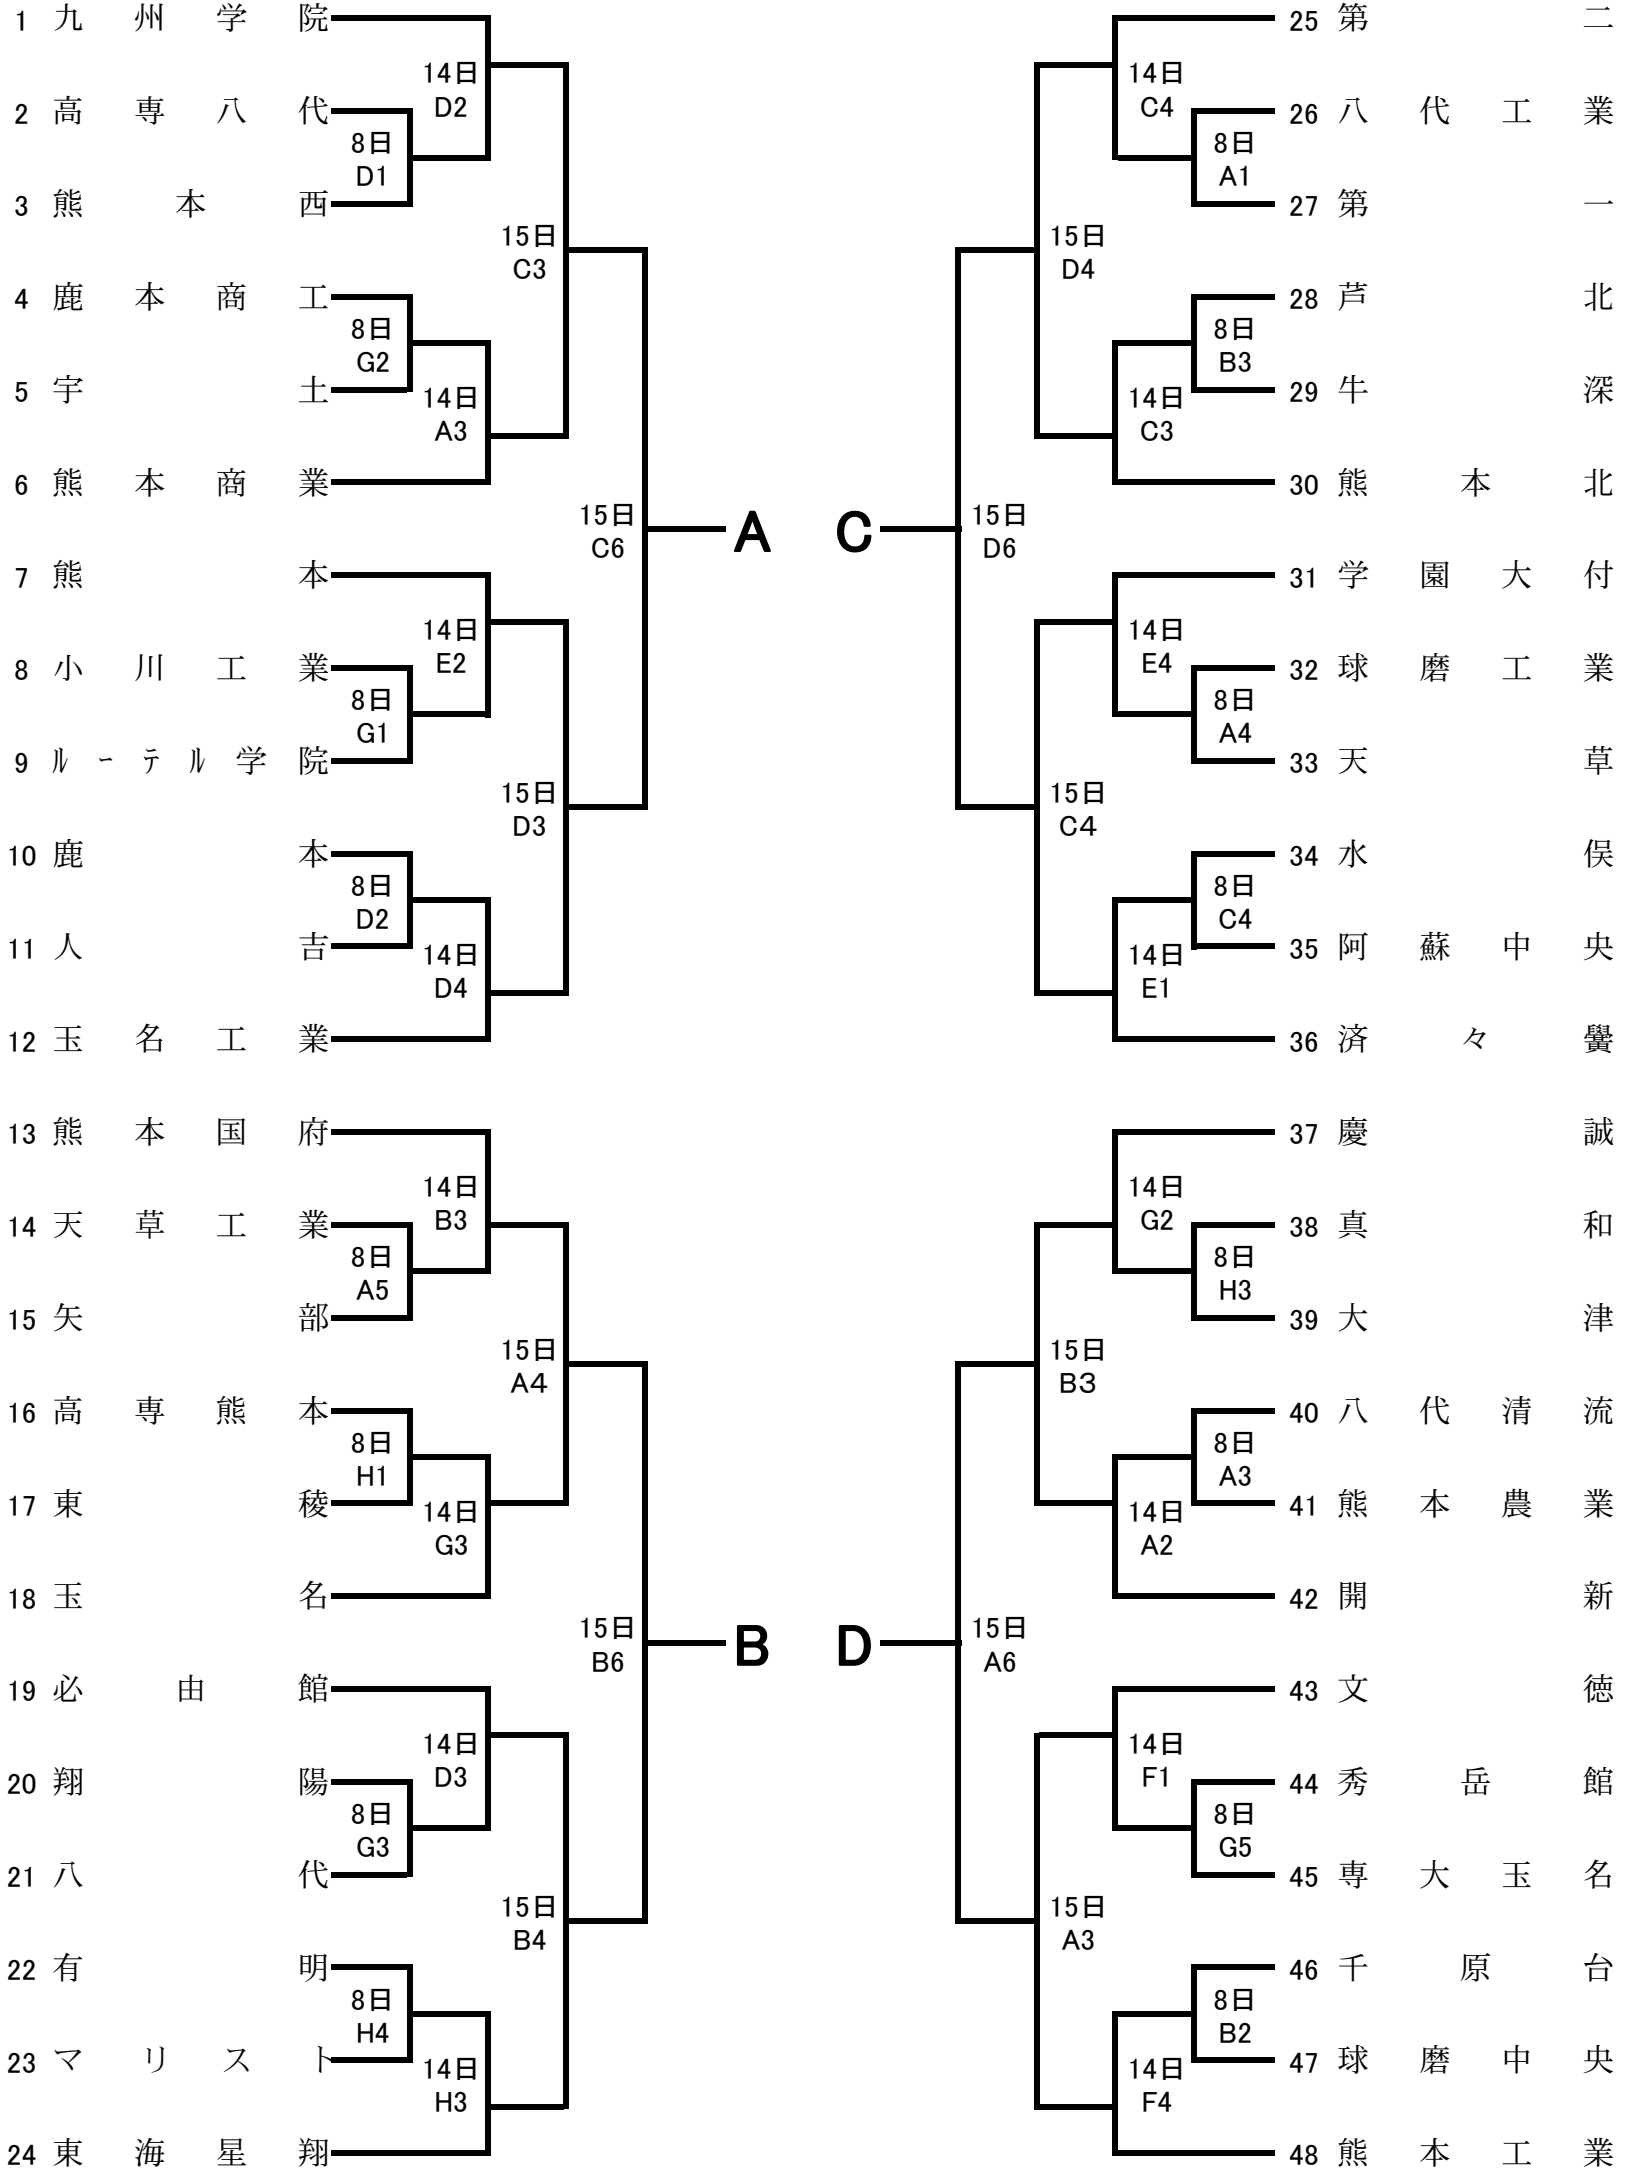 1 九州学院
14日
D2
2 高専八代
8日
D1
3 熊本西
15日
C3
4 鹿本商工
8日
G2
5 宇土
14日
A3
6 熊本商業
15日
C6
A
7 熊本
14日
E2
8 小川工業
8日
G1
9 ﾙｰﾃﾙ学院
15日
D3
10 鹿本
8日
D2
11 人吉
14日
D4
12 玉名工業
13 熊本国府
14日
B3
14 天草工業
8日
A5
15 矢部
15日
A4
16 高専熊本
8日
H1
17 東稜
14日
G3
18 玉名
15日
B6
B
19 必由館
14日
D3
20 翔陽
8日
G3
21 八代
15日
B4
22 有明
8日
H4
23 マリスト
14日
H3
24 東海星翔
25 第二
14日
C4
26 八代工業
8日
A1
27 第一
15日
D4
28 芦北
8日
B3
29 牛深
14日
C3
30 熊本北
C
15日
D6
31 学園大付
14日
E4
32 球磨工業
8日
A4
33 天草
15日
C4
34 水俣
8日
C4
35 阿蘇中央
14日
E1
36 済々黌
37 慶誠
14日
G2
38 真和
8日
H3
39 大津
15日
B3
40 八代清流
8日
A3
41 熊本農業
14日
A2
42 開新
D
15日
A6
43 文徳
14日
F1
44 秀岳館
8日
G5
45 専大玉名
15日
A3
46 千原台
8日
B2
47 球磨中央
14日
F4
48 熊本工業